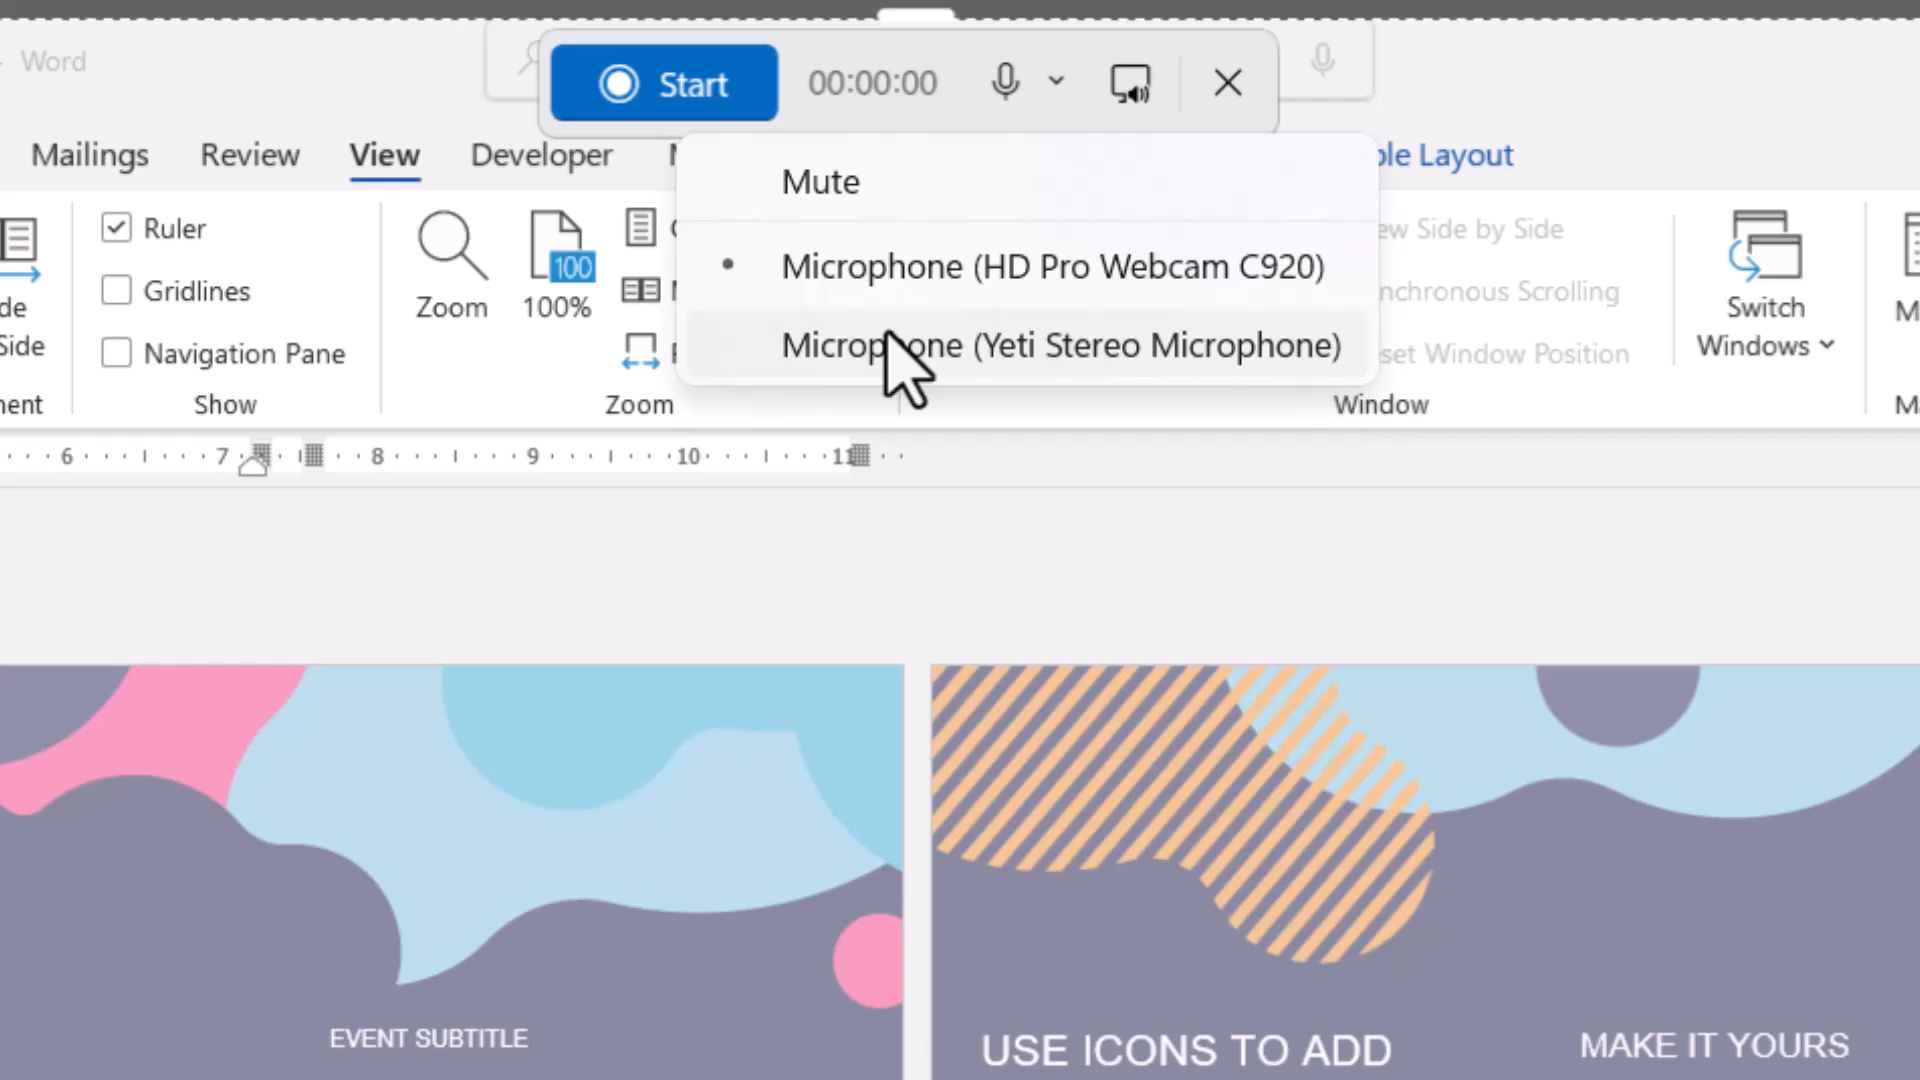 Word
Start 00:00:00
Mailings Review View Developer ble Layout
Mute
Microphone (HD Pro Webcam C920)
Microphone (Yeti Stereo Microphone)
Ruler
Gridlines
Navigation Pane
Show
de
Side
nent
Zoom
100
100%
Zoom
ew Side by Side
nchronous Scrolling
set Window Position
Window
Switch
Windows
6 7 8 9 10 11
EVENT SUBTITLE
USE ICONS TO ADD
MAKE IT YOURS